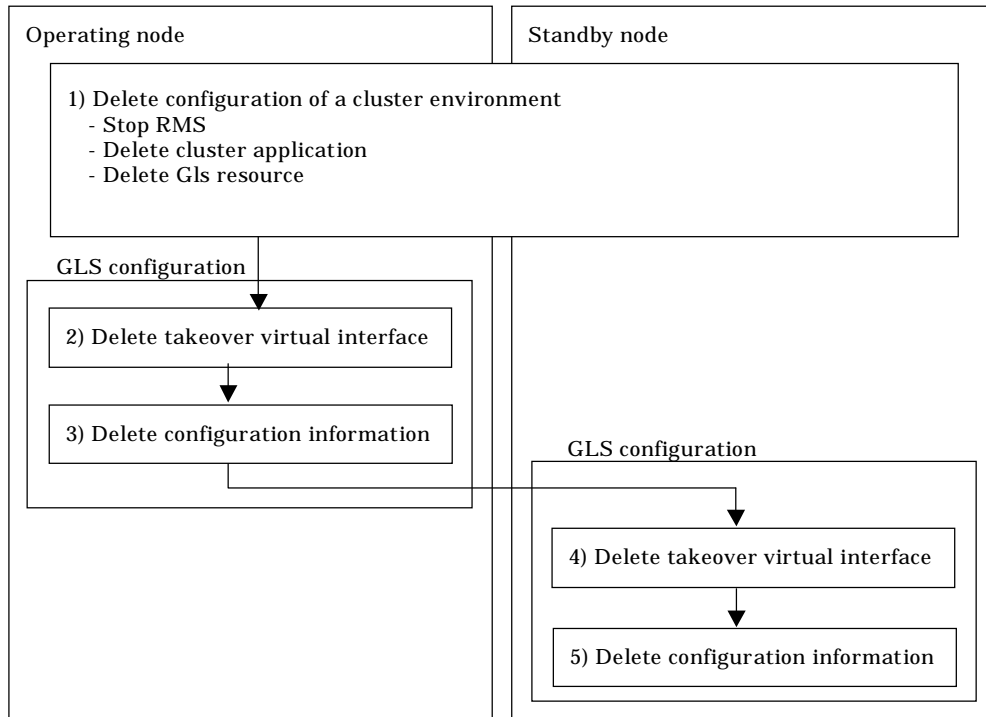 Operating node
Standby node
1) Delete configuration of a cluster environment
- Stop RMS
- Delete cluster application
- Delete Gls resource
GLS configuration
2) Delete takeover virtual interface
3) Delete configuration information
GLS configuration
4) Delete takeover virtual interface
5) Delete configuration information